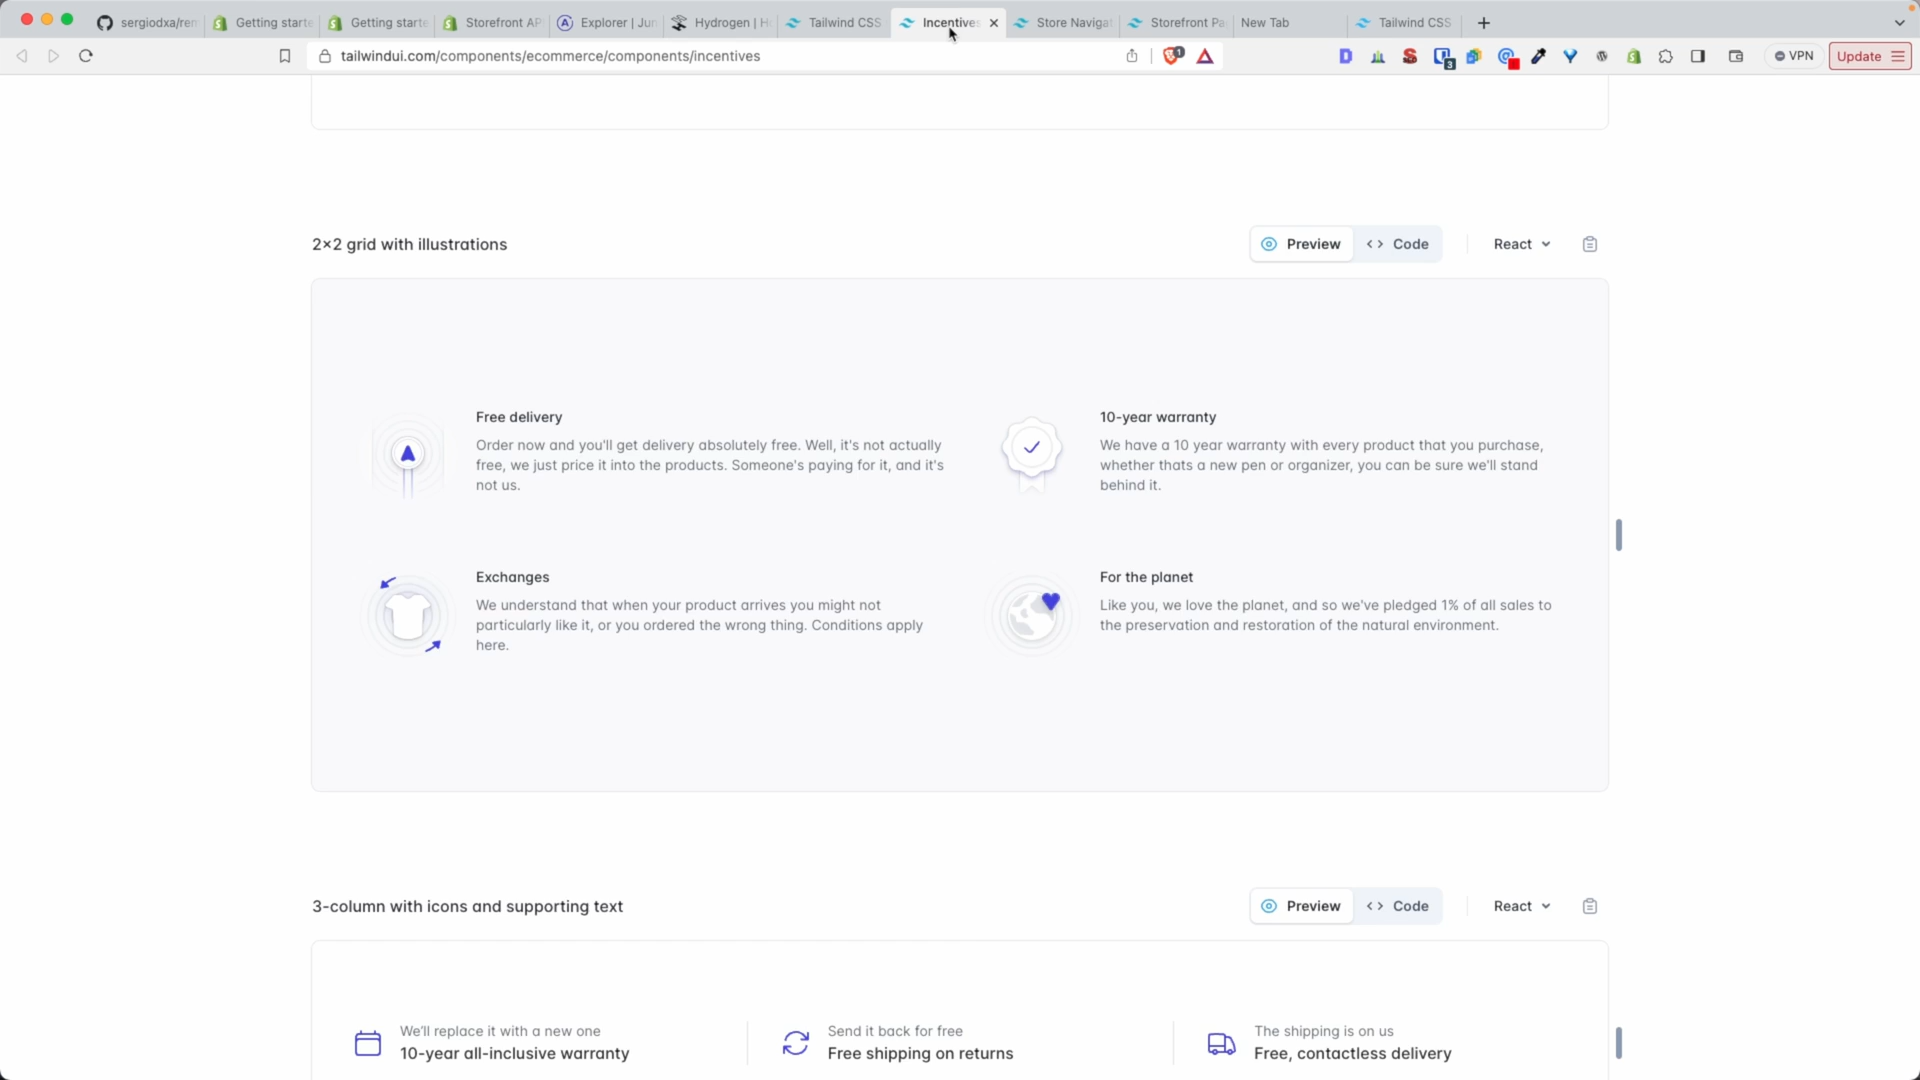 sergiodxa/ren
Getting starte
Getting starte
Storefront AP
Explorer | Jun
Hydrogen | H
Tailwind CSS
Incentives
Store Naviga
Storefront Pa
New Tab
Tailwind CSS
tailwindui.com/components/ecommerce/components/incentives
1
3
VPN
Update
2×2 grid with illustrations
Preview
Code
React
Free delivery
Order now and you'll get delivery absolutely free. Well, it's not actually
free, we just price it into the products. Someone's paying for it, and it's
not us.
10-year warranty
We have a 10 year warranty with every product that you purchase,
whether thats a new pen or organizer, you can be sure we'll stand
behind it.
Exchanges
We understand that when your product arrives you might not
particularly like it, or you ordered the wrong thing. Conditions apply
here.
For the planet
Like you, we love the planet, and so we've pledged 1% of all sales to
the preservation and restoration of the natural environment.
3-column with icons and supporting text
Preview
Code
React
We'll replace it with a new one
10-year all-inclusive warranty
Send it back for free
Free shipping on returns
The shipping is on us
Free, contactless delivery